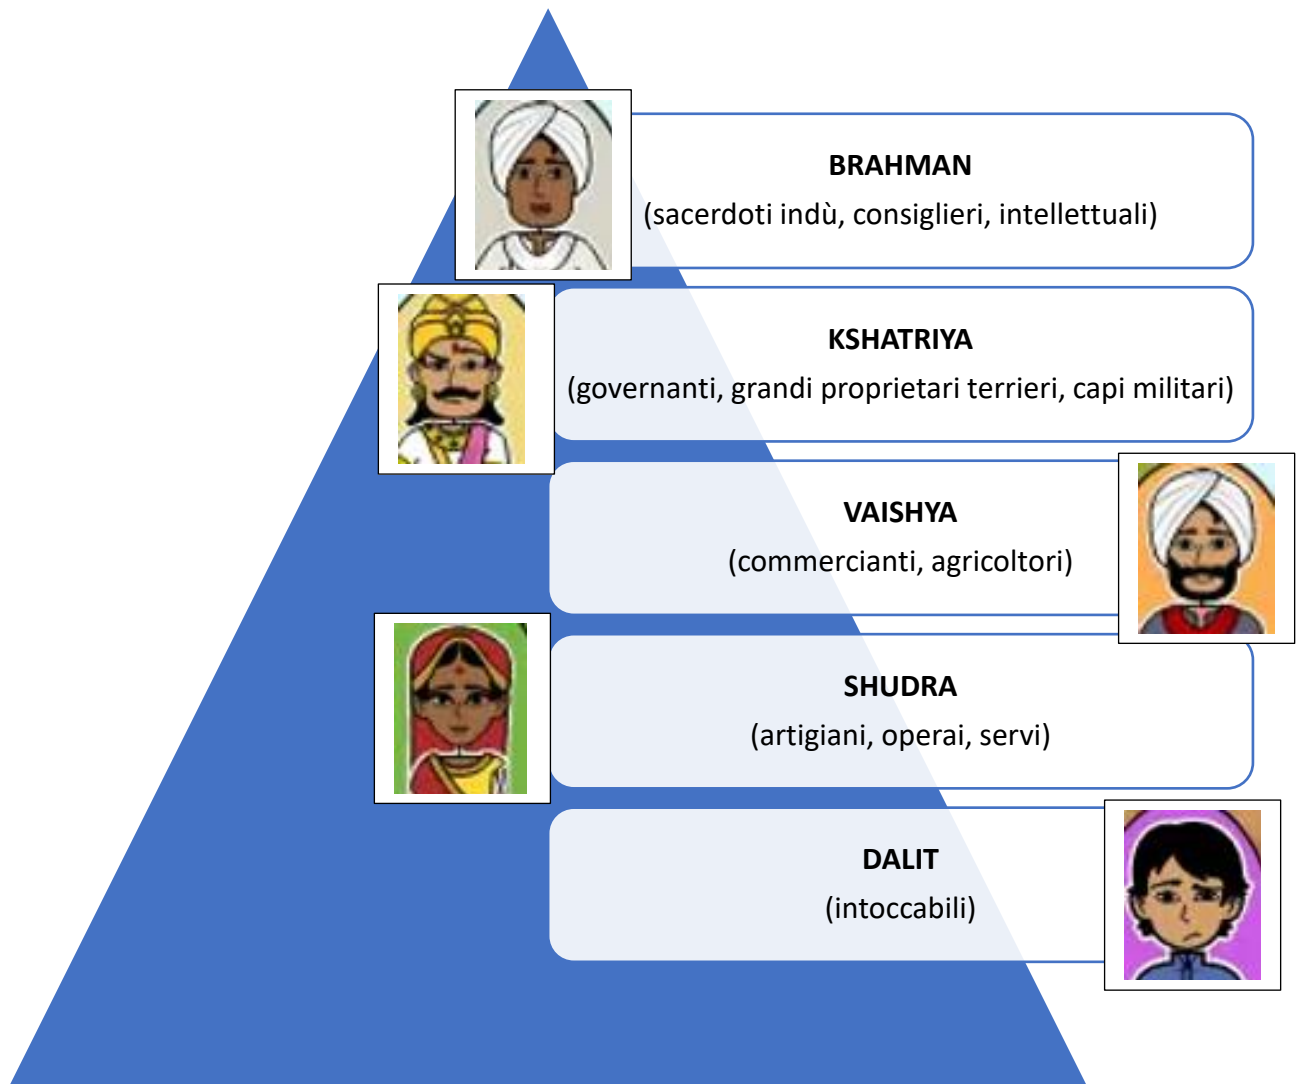 BRAHMAN
(sacerdoti indù, consiglieri, intellettuali)
KSHATRIYA
(governanti, grandi proprietari terrieri, capi militari)
VAISHYA
(commercianti, agricoltori)
SHUDRA
(artigiani, operai, servi)
DALIT
(intoccabili)